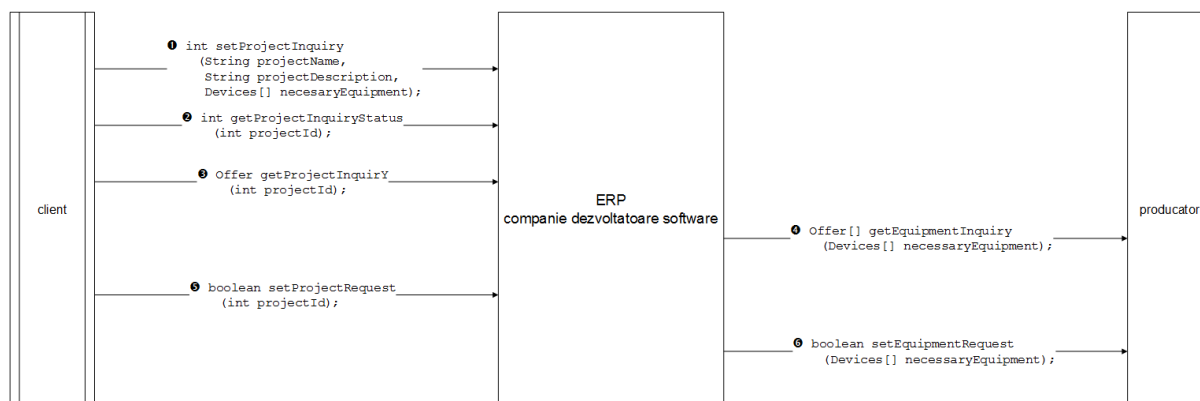 ❶ int setProjectInquiry
(String projectName,
String projectDescription,
Devices[] necesaryEquipment);
❷ int getProjectInquiryStatus
(int projectId);
❸ Offer getProjectInquirY
(int projectId);
client
ERP
companie dezvoltatoare software
producator
❹ Offer[] getEquipmentInquiry
(Devices[] necessaryEquipment);
❺ boolean setProjectRequest
(int projectId);
❻ boolean setEquipmentRequest
(Devices[] necessaryEquipment);